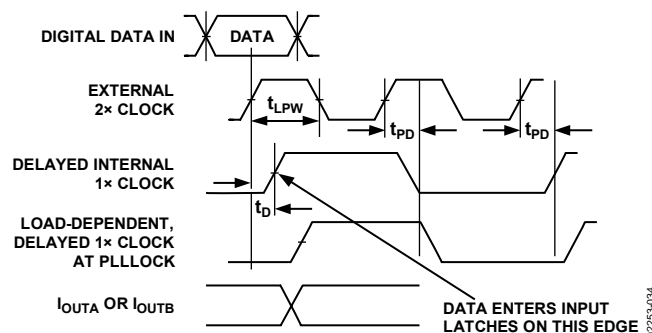 DIGITAL DATA IN
DATA
EXTERNAL
2× CLOCK
tLPW
tPD
tPD
DELAYED INTERNAL
1× CLOCK
tD
LOAD-DEPENDENT,
DELAYED 1× CLOCK
AT PLLLOCK
IOUTA OR IOUTB
DATA ENTERS INPUT
LATCHES ON THIS EDGE